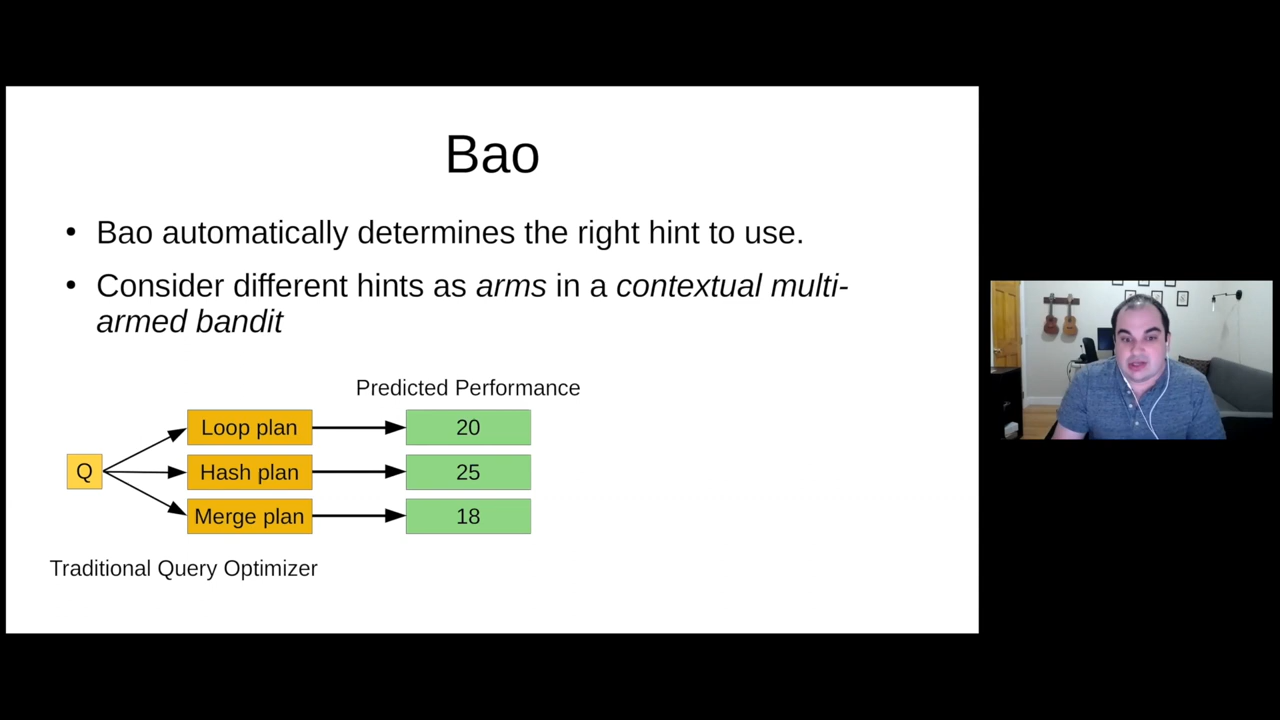 Bao
• Bao automatically determines the right hint to use.
• Consider different hints as arms in a contextual multi-
armed bandit
Predicted Performance
Loop plan
20
Q
Hash plan
25
Merge plan
18
Traditional Query Optimizer